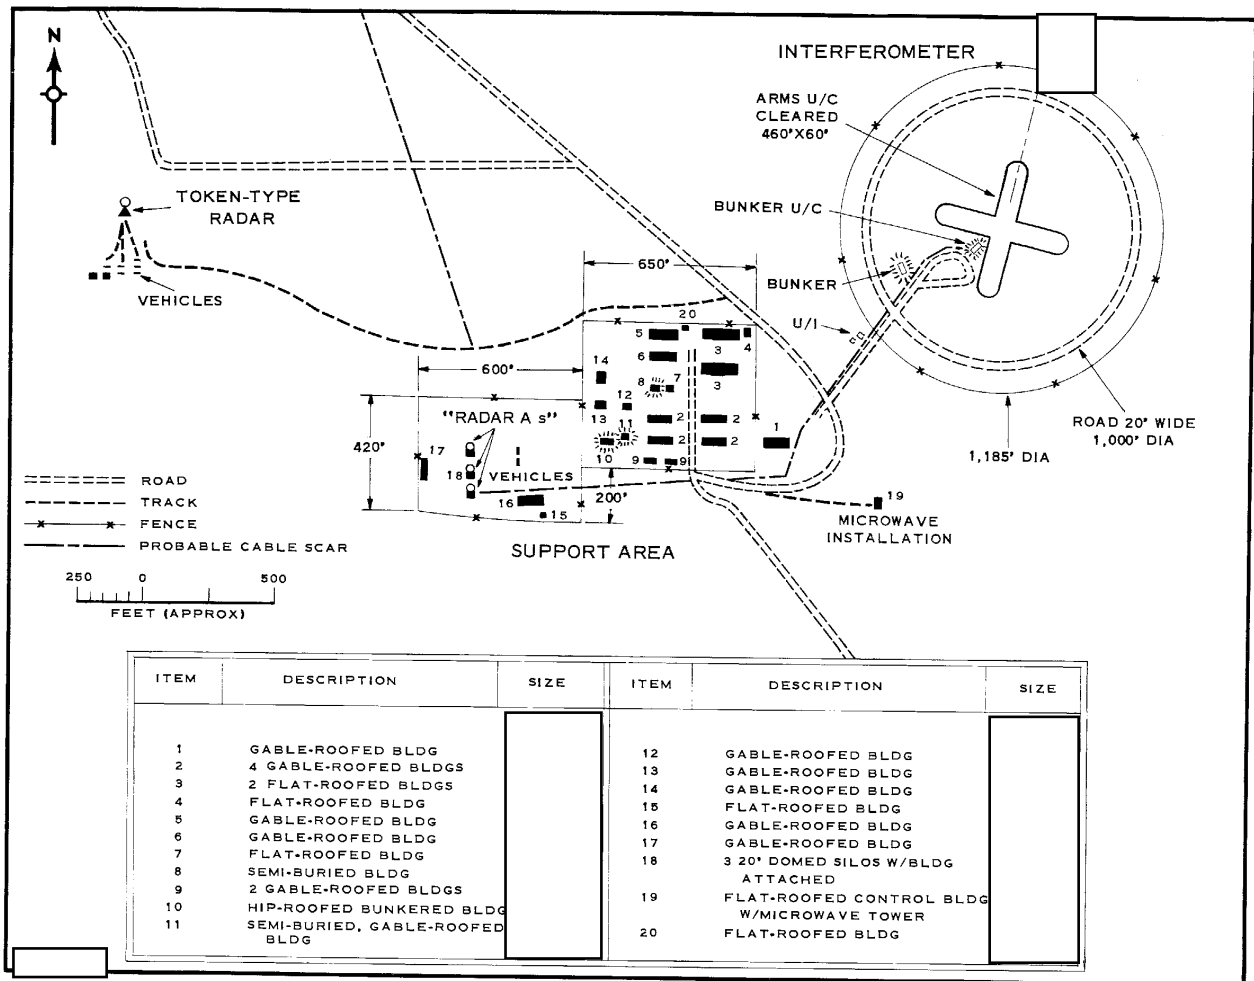 N
INTERFEROMETER
ARMS U/C
CLEARED
460'X60'
TOKEN-TYPE
RADAR
BUNKER U/C
VEHICLES
650'
BUNKER
20
U/I
5
3
4
6
14
600'
3
8
7
12
13
"RADAR A s"
11
2
2
420'
17
10
2
2
1
ROAD 20' WIDE
1,000' DIA
1,185' DIA
9
9
18
VEHICLES
200'
16
15
19
MICROWAVE
INSTALLATION
SUPPORT AREA
ROAD
TRACK
FENCE
PROBABLE CABLE SCAR
250 0 500
FEET (APPROX)
ITEM DESCRIPTION SIZE ITEM DESCRIPTION SIZE
1 GABLE-ROOFED BLDG
2 4 GABLE-ROOFED BLDGS
3 2 FLAT-ROOFED BLDGS
4 FLAT-ROOFED BLDG
5 GABLE-ROOFED BLDG
6 GABLE-ROOFED BLDG
7 FLAT-ROOFED BLDG
8 SEMI-BURIED BLDG
9 2 GABLE-ROOFED BLDGS
10 HIP-ROOFED BUNKERED BLDG
11 SEMI-BURIED, GABLE-ROOFED
BLDG
12 GABLE-ROOFED BLDG
13 GABLE-ROOFED BLDG
14 GABLE-ROOFED BLDG
15 FLAT-ROOFED BLDG
16 GABLE-ROOFED BLDG
17 GABLE-ROOFED BLDG
18 3 20' DOMED SILOS W/BLDG
ATTACHED
19 FLAT-ROOFED CONTROL BLDG
W/MICROWAVE TOWER
20 FLAT-ROOFED BLDG